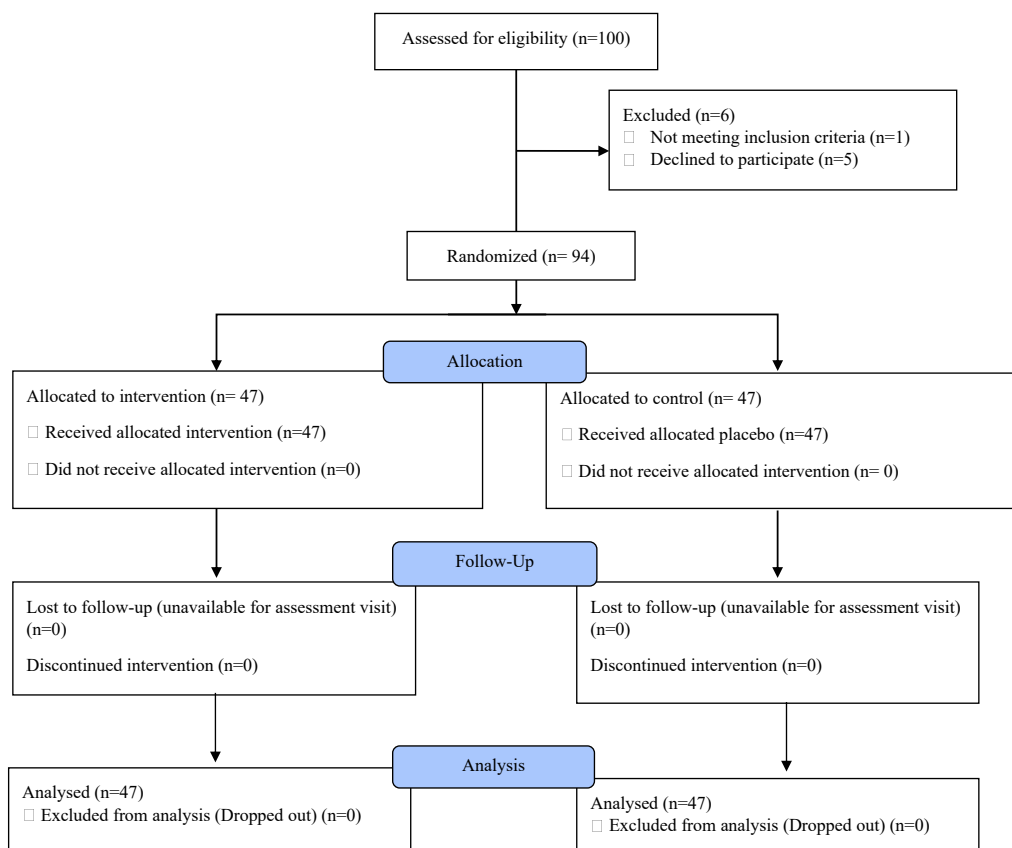 Assessed for eligibility (n=100)
Excluded (n=6)
Not meeting inclusion criteria (n=1)
Declined to participate (n=5)
Randomized (n= 94)
Allocation
Allocated to intervention (n= 47)
Received allocated intervention (n=47)
Did not receive allocated intervention (n=0)
Allocated to control (n= 47)
Received allocated placebo (n=47)
Did not receive allocated intervention (n= 0)
Follow-Up
Lost to follow-up (unavailable for assessment visit)
(n=0)
Discontinued intervention (n=0)
Lost to follow-up (unavailable for assessment visit)
(n=0)
Discontinued intervention (n=0)
Analysis
Analysed (n=47)
Excluded from analysis (Dropped out) (n=0)
Analysed (n=47)
Excluded from analysis (Dropped out) (n=0)